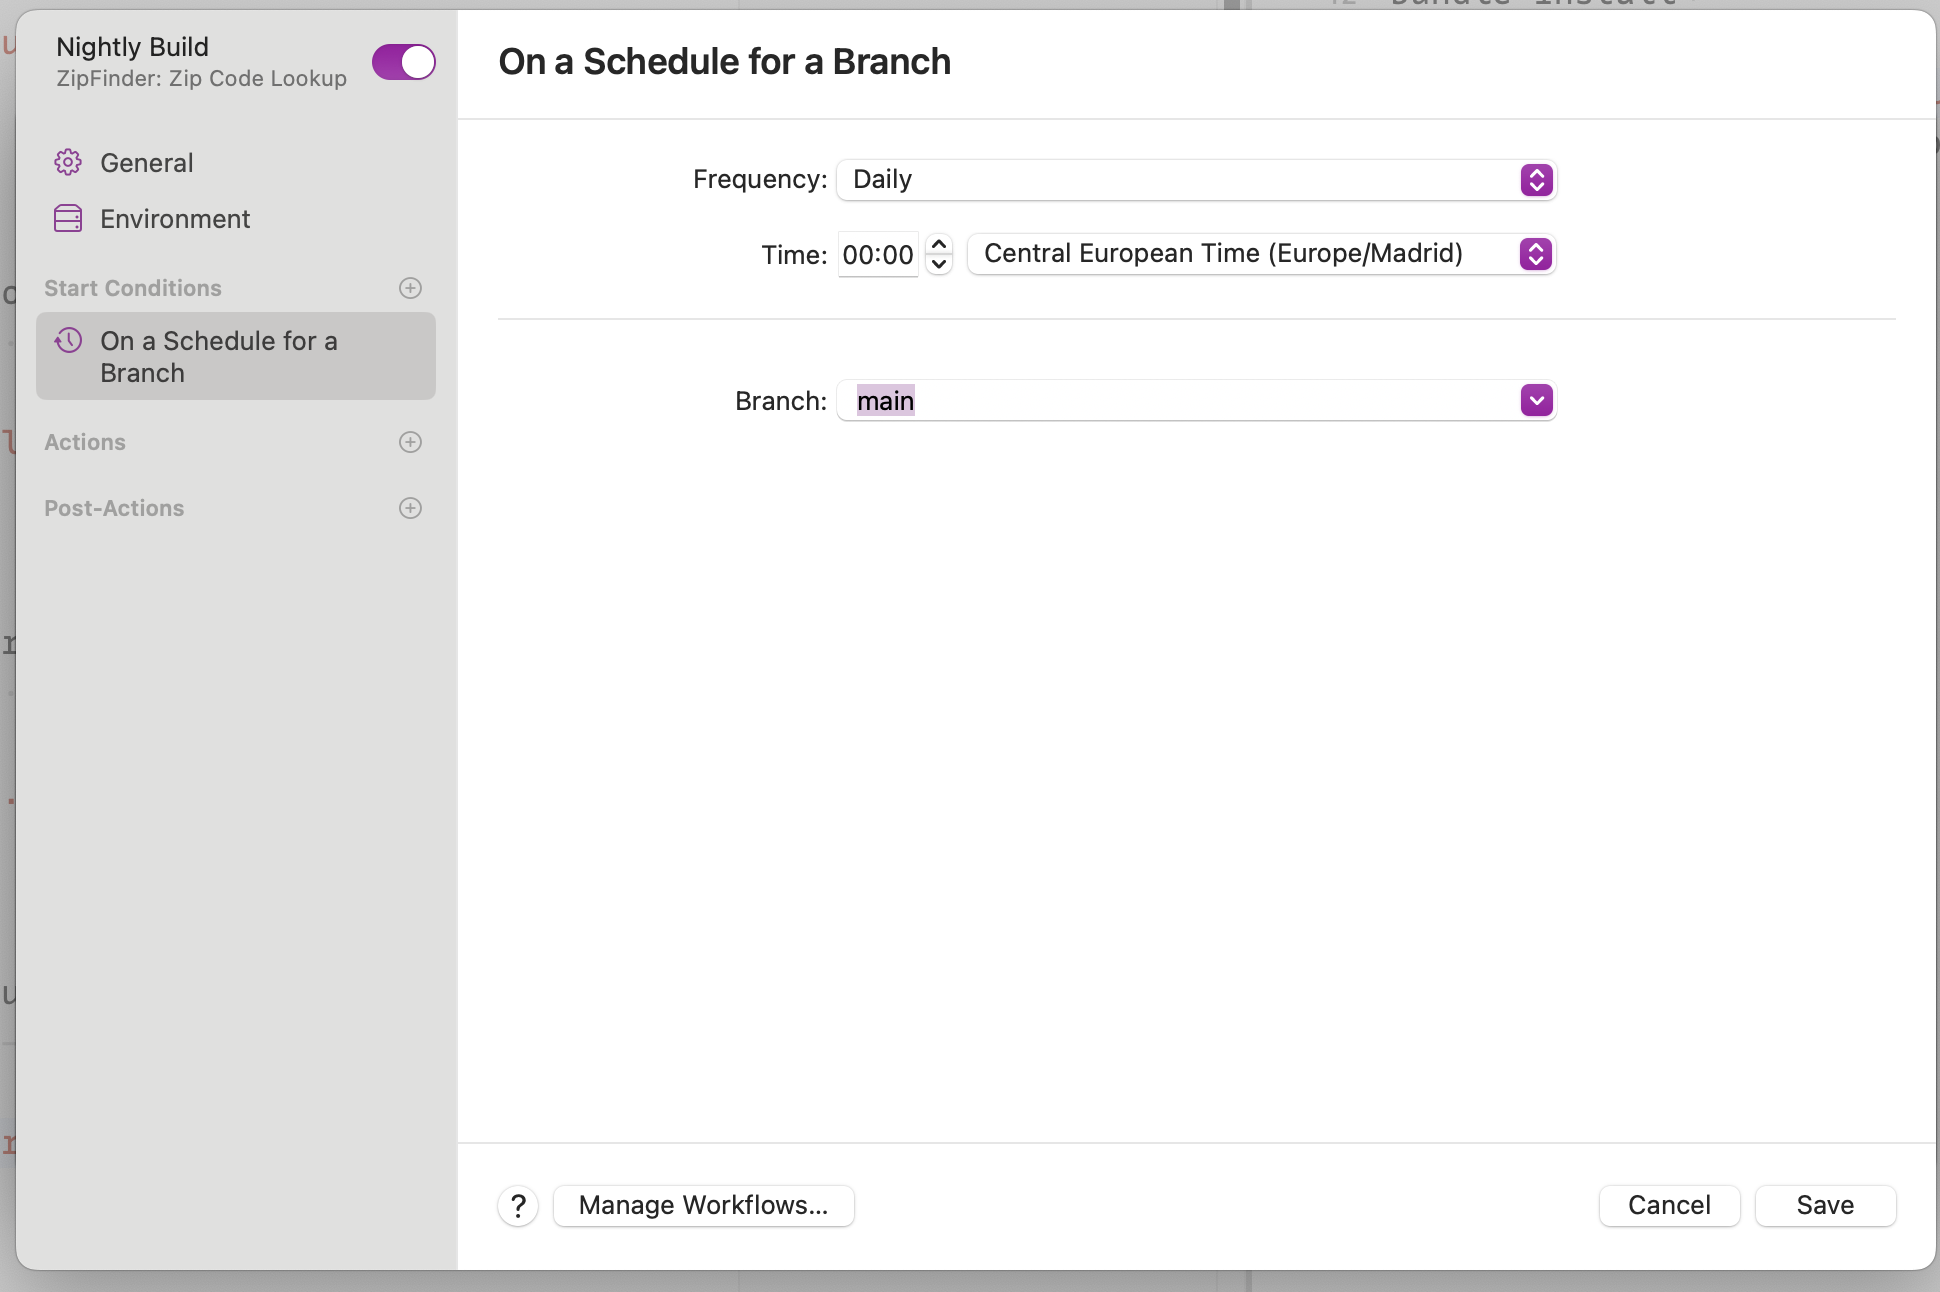 Nightly Build
ZipFinder: Zip Code Lookup
General
Environment
Start Conditions
On a Schedule for a
Branch
Actions
Post-Actions
On a Schedule for a Branch
Frequency: Daily
Time: 00:00 Central European Time (Europe/Madrid)
Branch: main
? Manage Workflows... Cancel Save